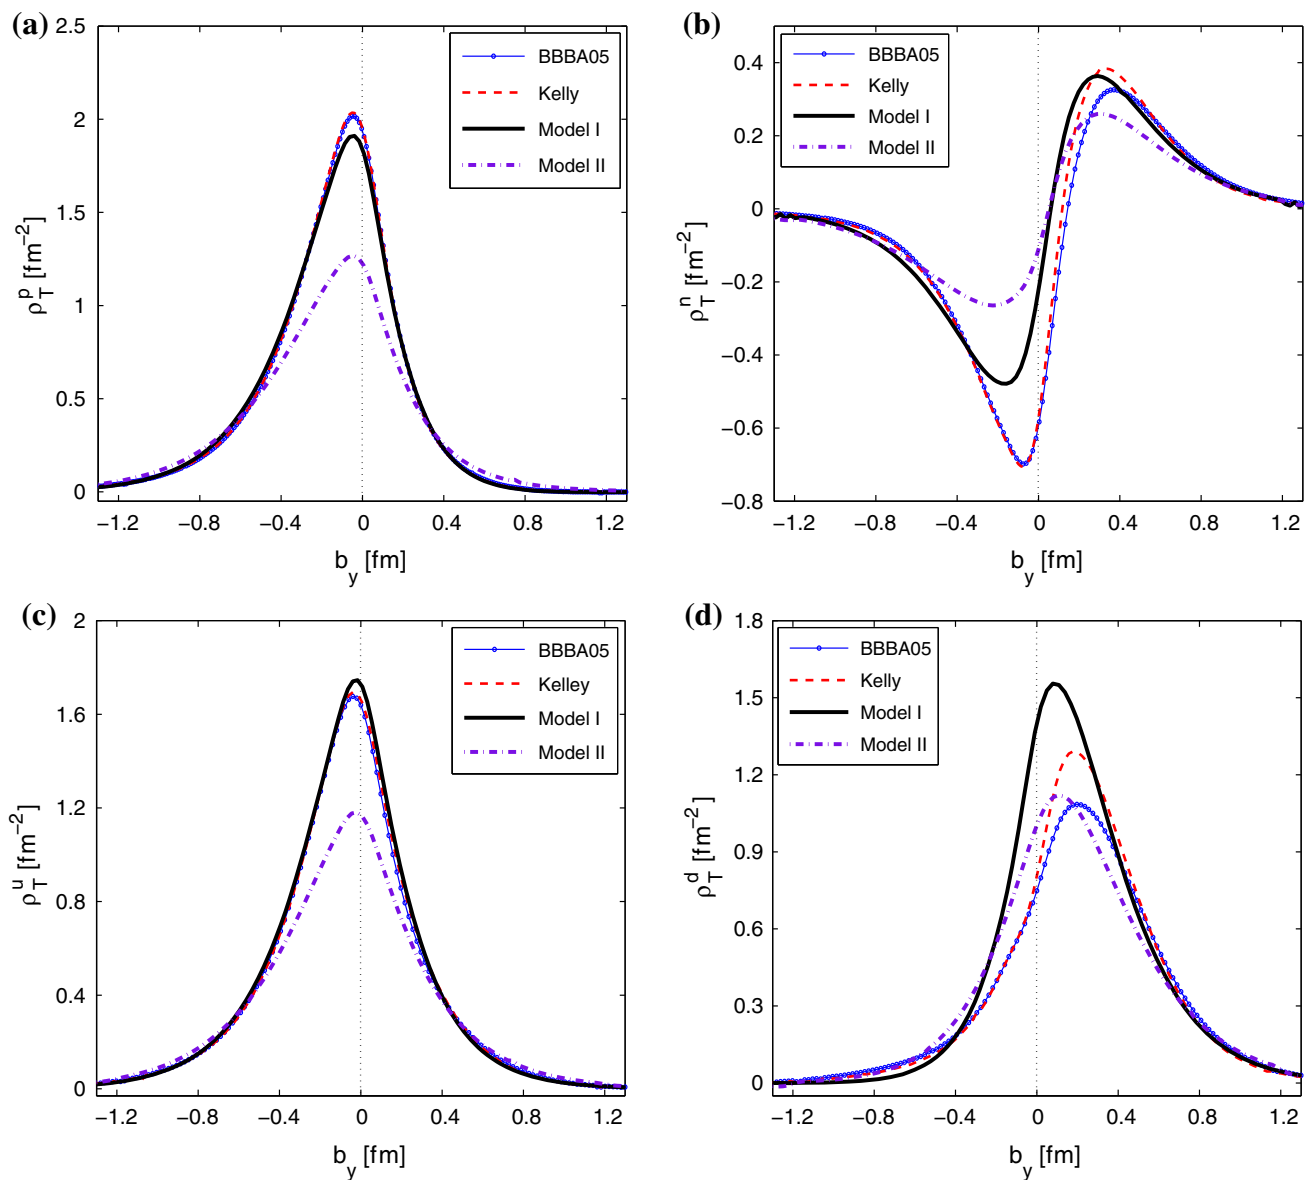 (a)
2.5
2
1.5
1
0.5
0
ρ_T^p [fm⁻²]
−1.2 −0.8 −0.4 0 0.4 0.8 1.2
b_y [fm]
BBBA05
Kelly
Model I
Model II
(b)
0.4
0.2
0
−0.2
−0.4
−0.6
−0.8
ρ_T^n [fm⁻²]
−1.2 −0.8 −0.4 0 0.4 0.8 1.2
b_y [fm]
BBBA05
Kelly
Model I
Model II
(c)
2
1.6
1.2
0.8
0.4
0
ρ_T^u [fm⁻²]
−1.2 −0.8 −0.4 0 0.4 0.8 1.2
b_y [fm]
BBBA05
Kelley
Model I
Model II
(d)
1.8
1.5
1.2
0.9
0.6
0.3
0
ρ_T^d [fm⁻²]
−1.2 −0.8 −0.4 0 0.4 0.8 1.2
b_y [fm]
BBBA05
Kelly
Model I
Model II